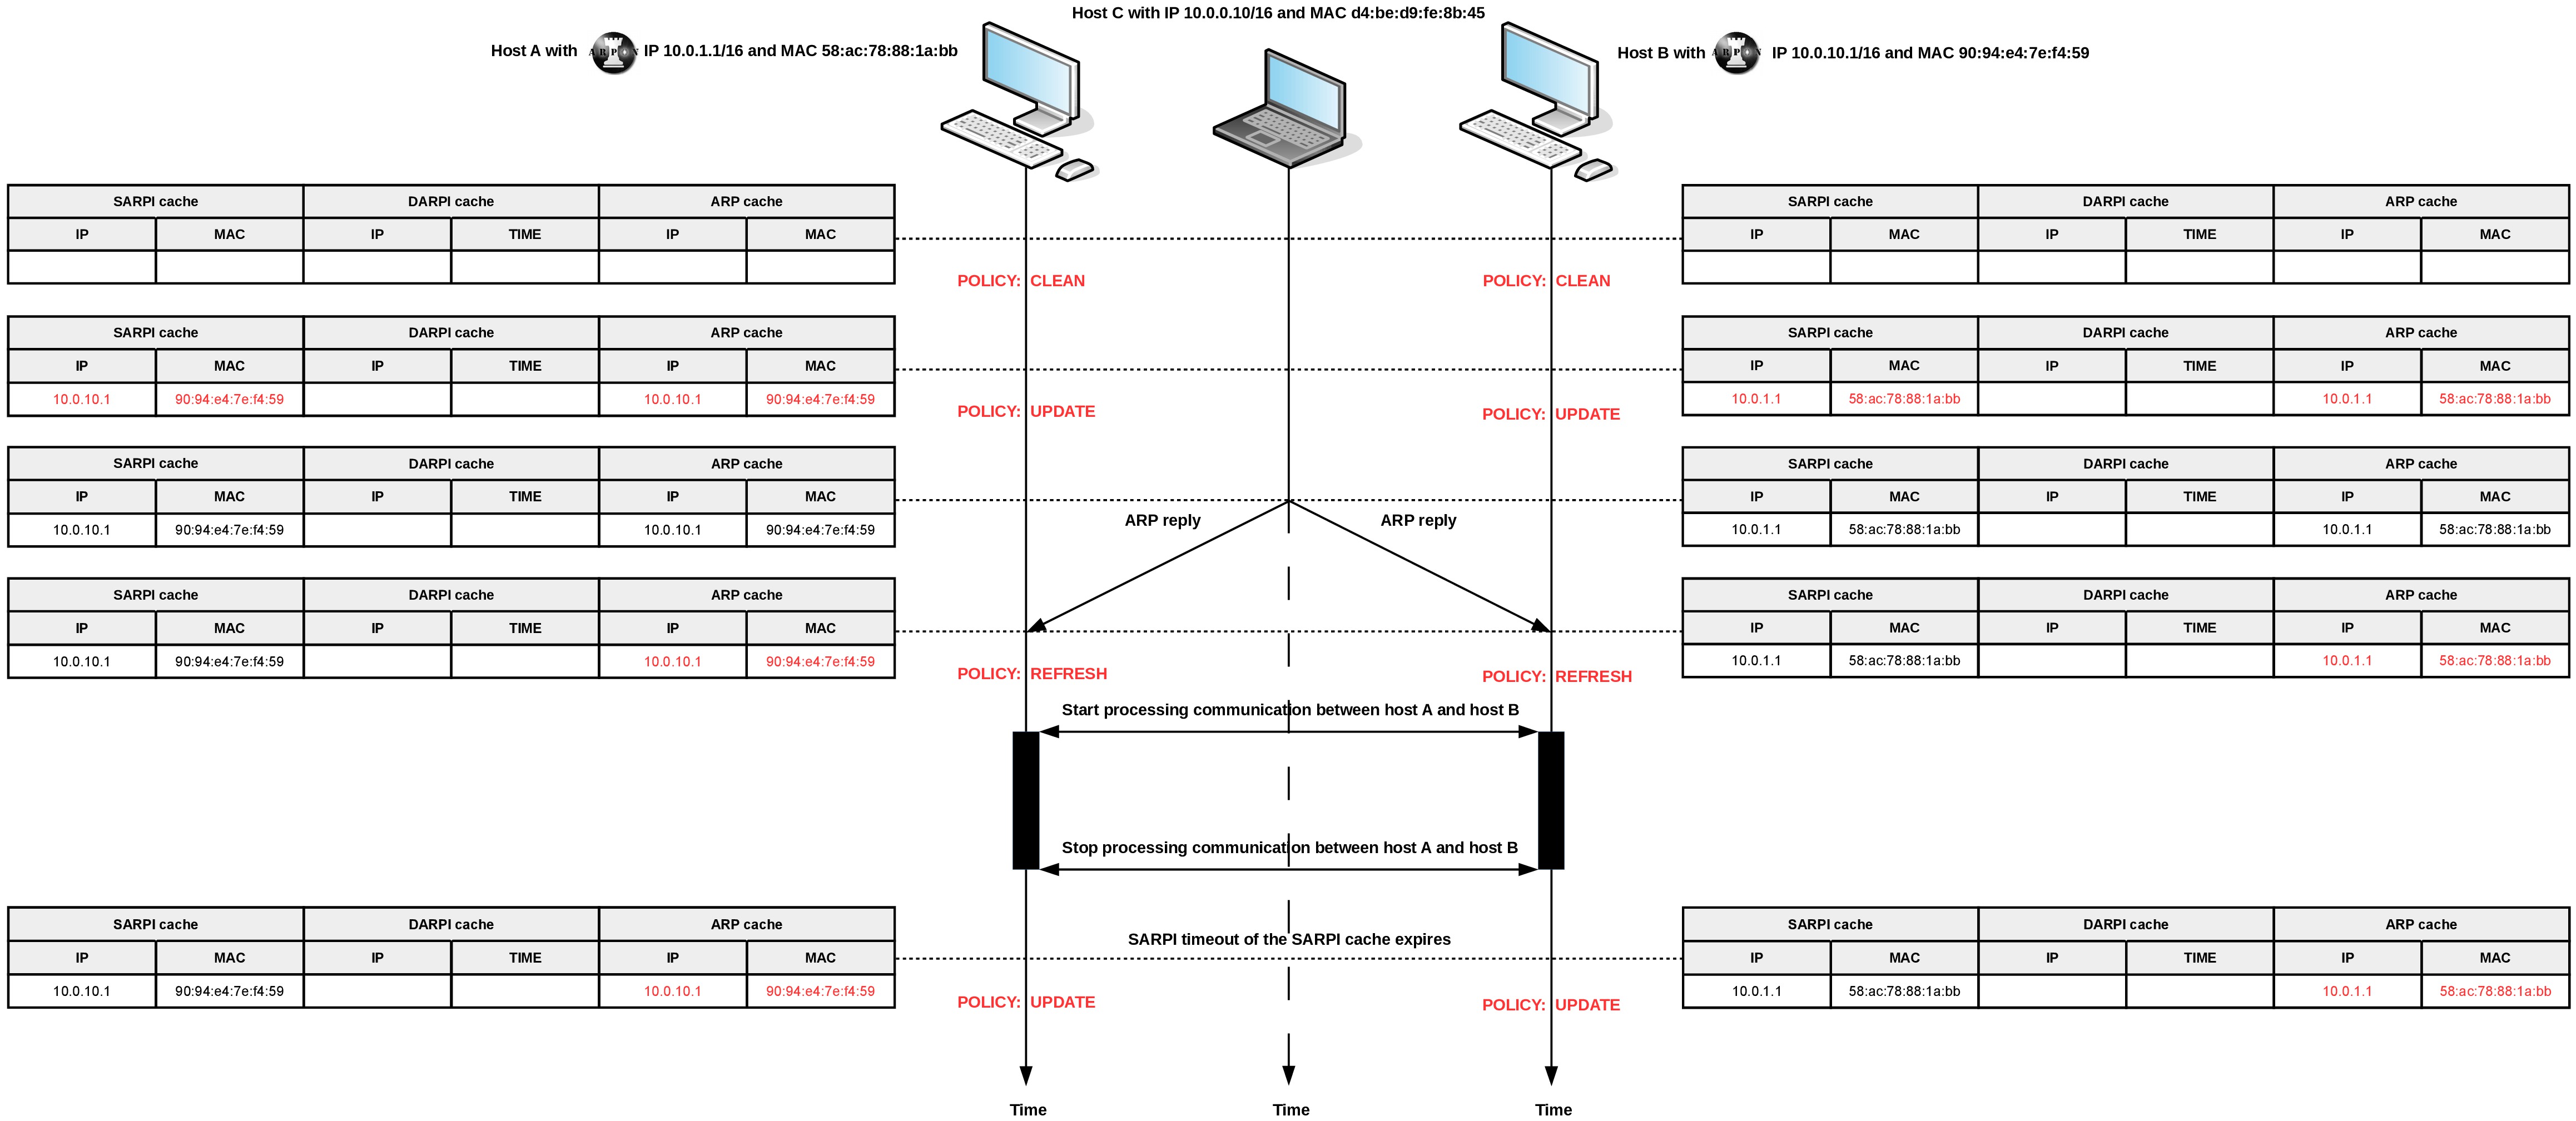 Host C with IP 10.0.0.10/16 and MAC d4:be:d9:fe:8b:45
Host A with ARPON IP 10.0.1.1/16 and MAC 58:ac:78:88:1a:bb
Host B with ARPON IP 10.0.10.1/16 and MAC 90:94:e4:7e:f4:59
SARPI cache DARPI cache ARP cache
IP MAC IP TIME IP MAC
SARPI cache DARPI cache ARP cache
IP MAC IP TIME IP MAC
POLICY: CLEAN
POLICY: CLEAN
SARPI cache DARPI cache ARP cache
IP MAC IP TIME IP MAC
10.0.10.1 90:94:e4:7e:f4:59 10.0.10.1 90:94:e4:7e:f4:59
SARPI cache DARPI cache ARP cache
IP MAC IP TIME IP MAC
10.0.1.1 58:ac:78:88:1a:bb 10.0.1.1 58:ac:78:88:1a:bb
POLICY: UPDATE
POLICY: UPDATE
SARPI cache DARPI cache ARP cache
IP MAC IP TIME IP MAC
10.0.10.1 90:94:e4:7e:f4:59 10.0.10.1 90:94:e4:7e:f4:59
SARPI cache DARPI cache ARP cache
IP MAC IP TIME IP MAC
10.0.1.1 58:ac:78:88:1a:bb 10.0.1.1 58:ac:78:88:1a:bb
ARP reply
ARP reply
SARPI cache DARPI cache ARP cache
IP MAC IP TIME IP MAC
10.0.10.1 90:94:e4:7e:f4:59 10.0.10.1 90:94:e4:7e:f4:59
SARPI cache DARPI cache ARP cache
IP MAC IP TIME IP MAC
10.0.1.1 58:ac:78:88:1a:bb 10.0.1.1 58:ac:78:88:1a:bb
POLICY: REFRESH
POLICY: REFRESH
Start processing communication between host A and host B
Stop processing communication between host A and host B
SARPI cache DARPI cache ARP cache
IP MAC IP TIME IP MAC
10.0.10.1 90:94:e4:7e:f4:59 10.0.10.1 90:94:e4:7e:f4:59
SARPI timeout of the SARPI cache expires
SARPI cache DARPI cache ARP cache
IP MAC IP TIME IP MAC
10.0.1.1 58:ac:78:88:1a:bb 10.0.1.1 58:ac:78:88:1a:bb
POLICY: UPDATE
POLICY: UPDATE
Time
Time
Time